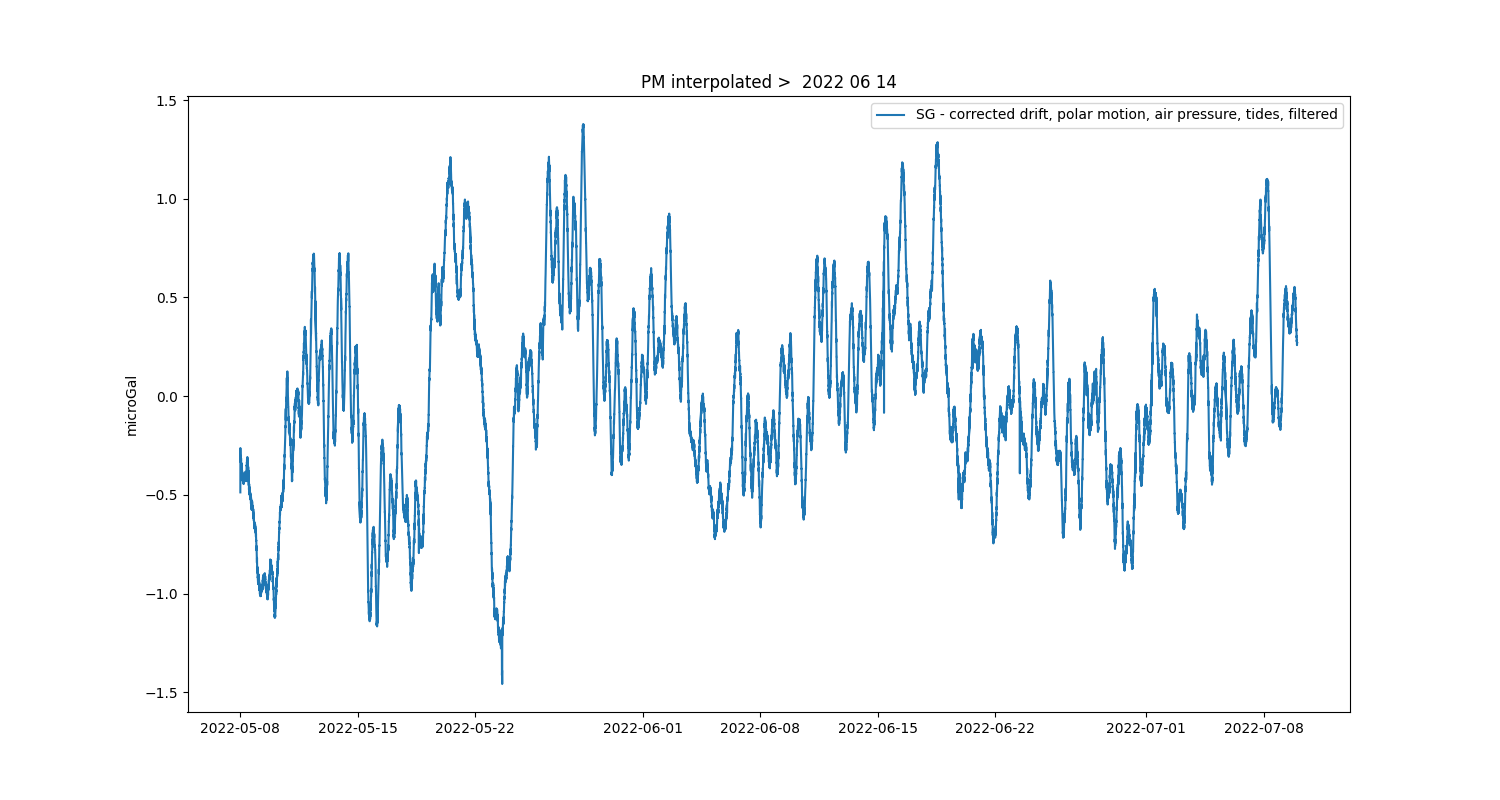 PM interpolated >  2022 06 14
SG - corrected drift, polar motion, air pressure, tides, filtered
microGal
1.5
1.0
0.5
0.0
−0.5
−1.0
−1.5
2022-05-08 2022-05-15 2022-05-22 2022-06-01 2022-06-08 2022-06-15 2022-06-22 2022-07-01 2022-07-08